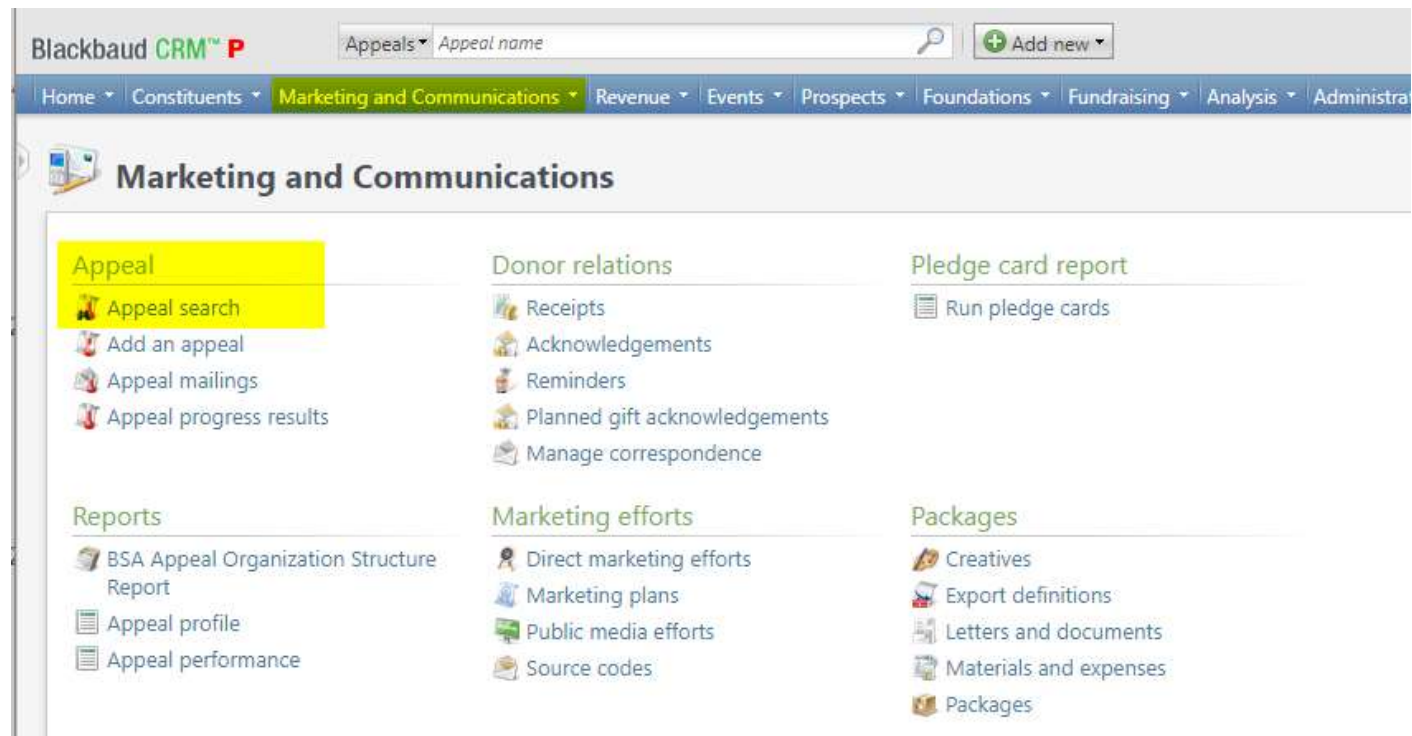 Blackbaud CRM™ P
Appeals Appeal name
Add new
Home Constituents Marketing and Communications Revenue Events Prospects Foundations Fundraising Analysis Administrat
Marketing and Communications
Appeal
Appeal search
Add an appeal
Appeal mailings
Appeal progress results
Donor relations
Receipts
Acknowledgements
Reminders
Planned gift acknowledgements
Manage correspondence
Pledge card report
Run pledge cards
Reports
BSA Appeal Organization Structure
Report
Appeal profile
Appeal performance
Marketing efforts
Direct marketing efforts
Marketing plans
Public media efforts
Source codes
Packages
Creatives
Export definitions
Letters and documents
Materials and expenses
Packages